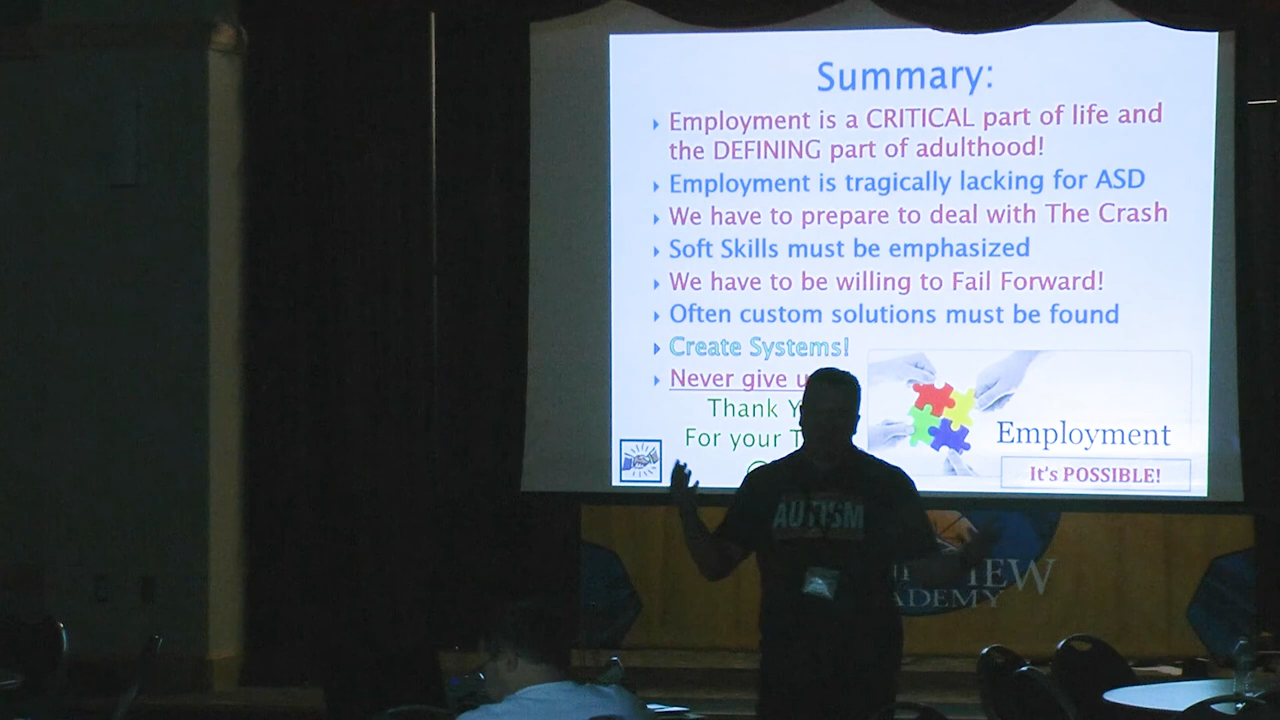 Summary:
Employment is a CRITICAL part of life and
the DEFINING part of adulthood!
Employment is tragically lacking for ASD
We have to prepare to deal with The Crash
Soft Skills must be emphasized
We have to be willing to Fail Forward!
Often custom solutions must be found
Create Systems!
Never give
Thank
For your
Employment
It's POSSIBLE!
AUTISM